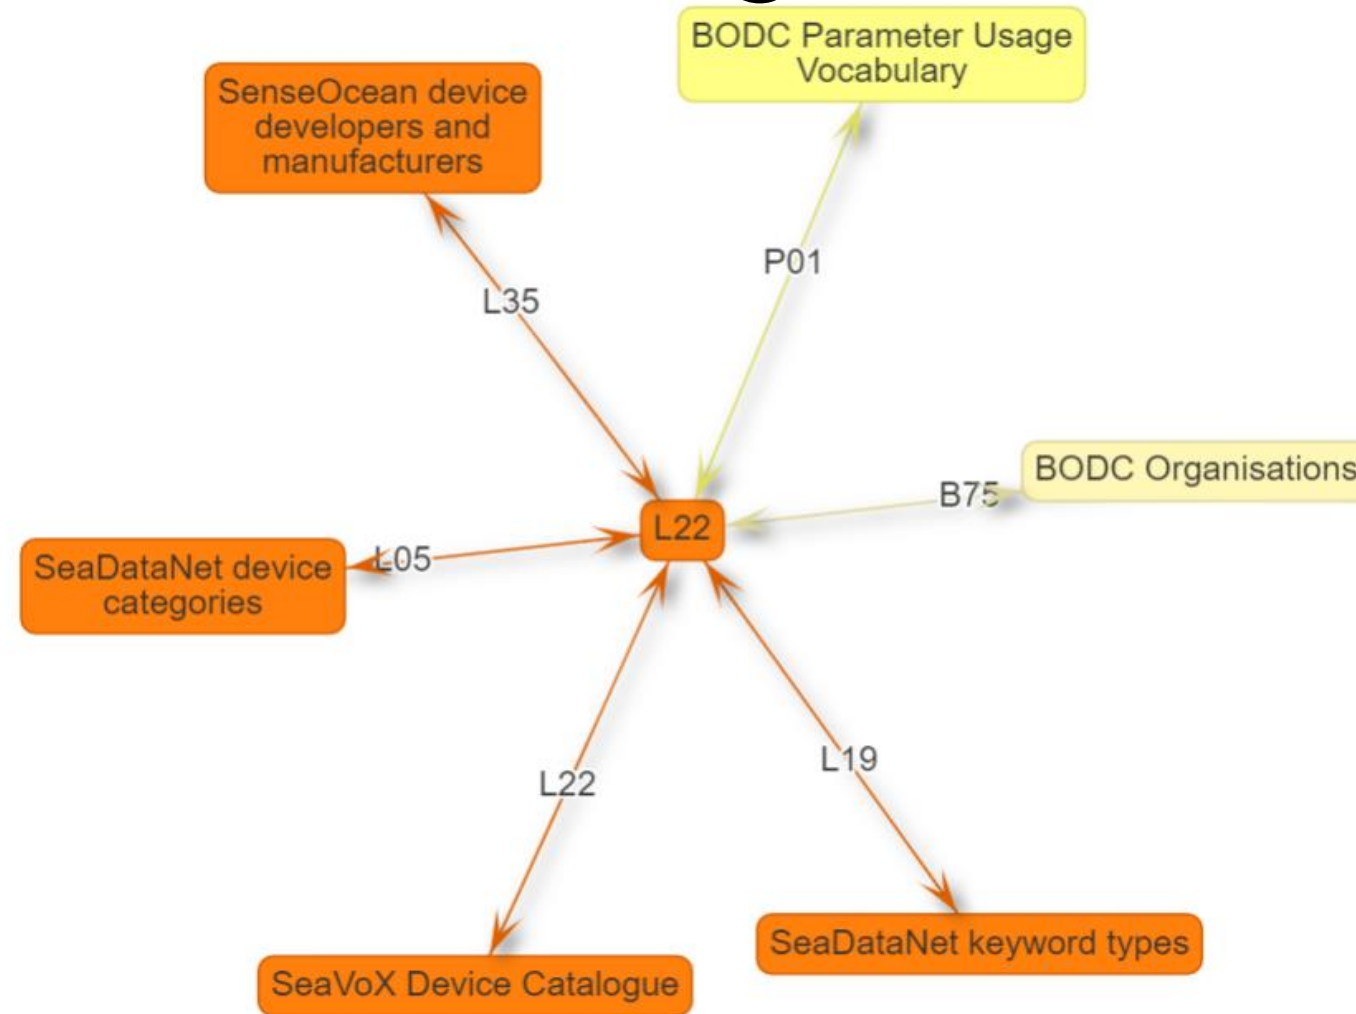 BODC Parameter Usage
Vocabulary
SenseOcean device
developers and
manufacturers
P01
L35
BODC Organisations
B75
L22
L05
SeaDataNet device
categories
L19
L22
SeaDataNet keyword types
SeaVoX Device Catalogue